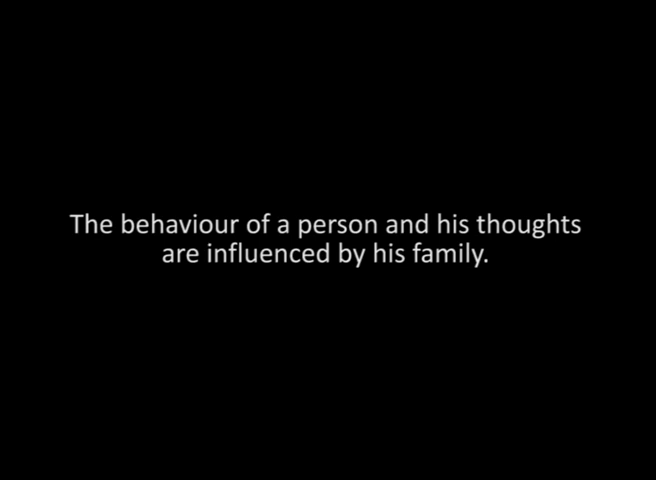 The behaviour of a person and his thoughts
are influenced by his family.